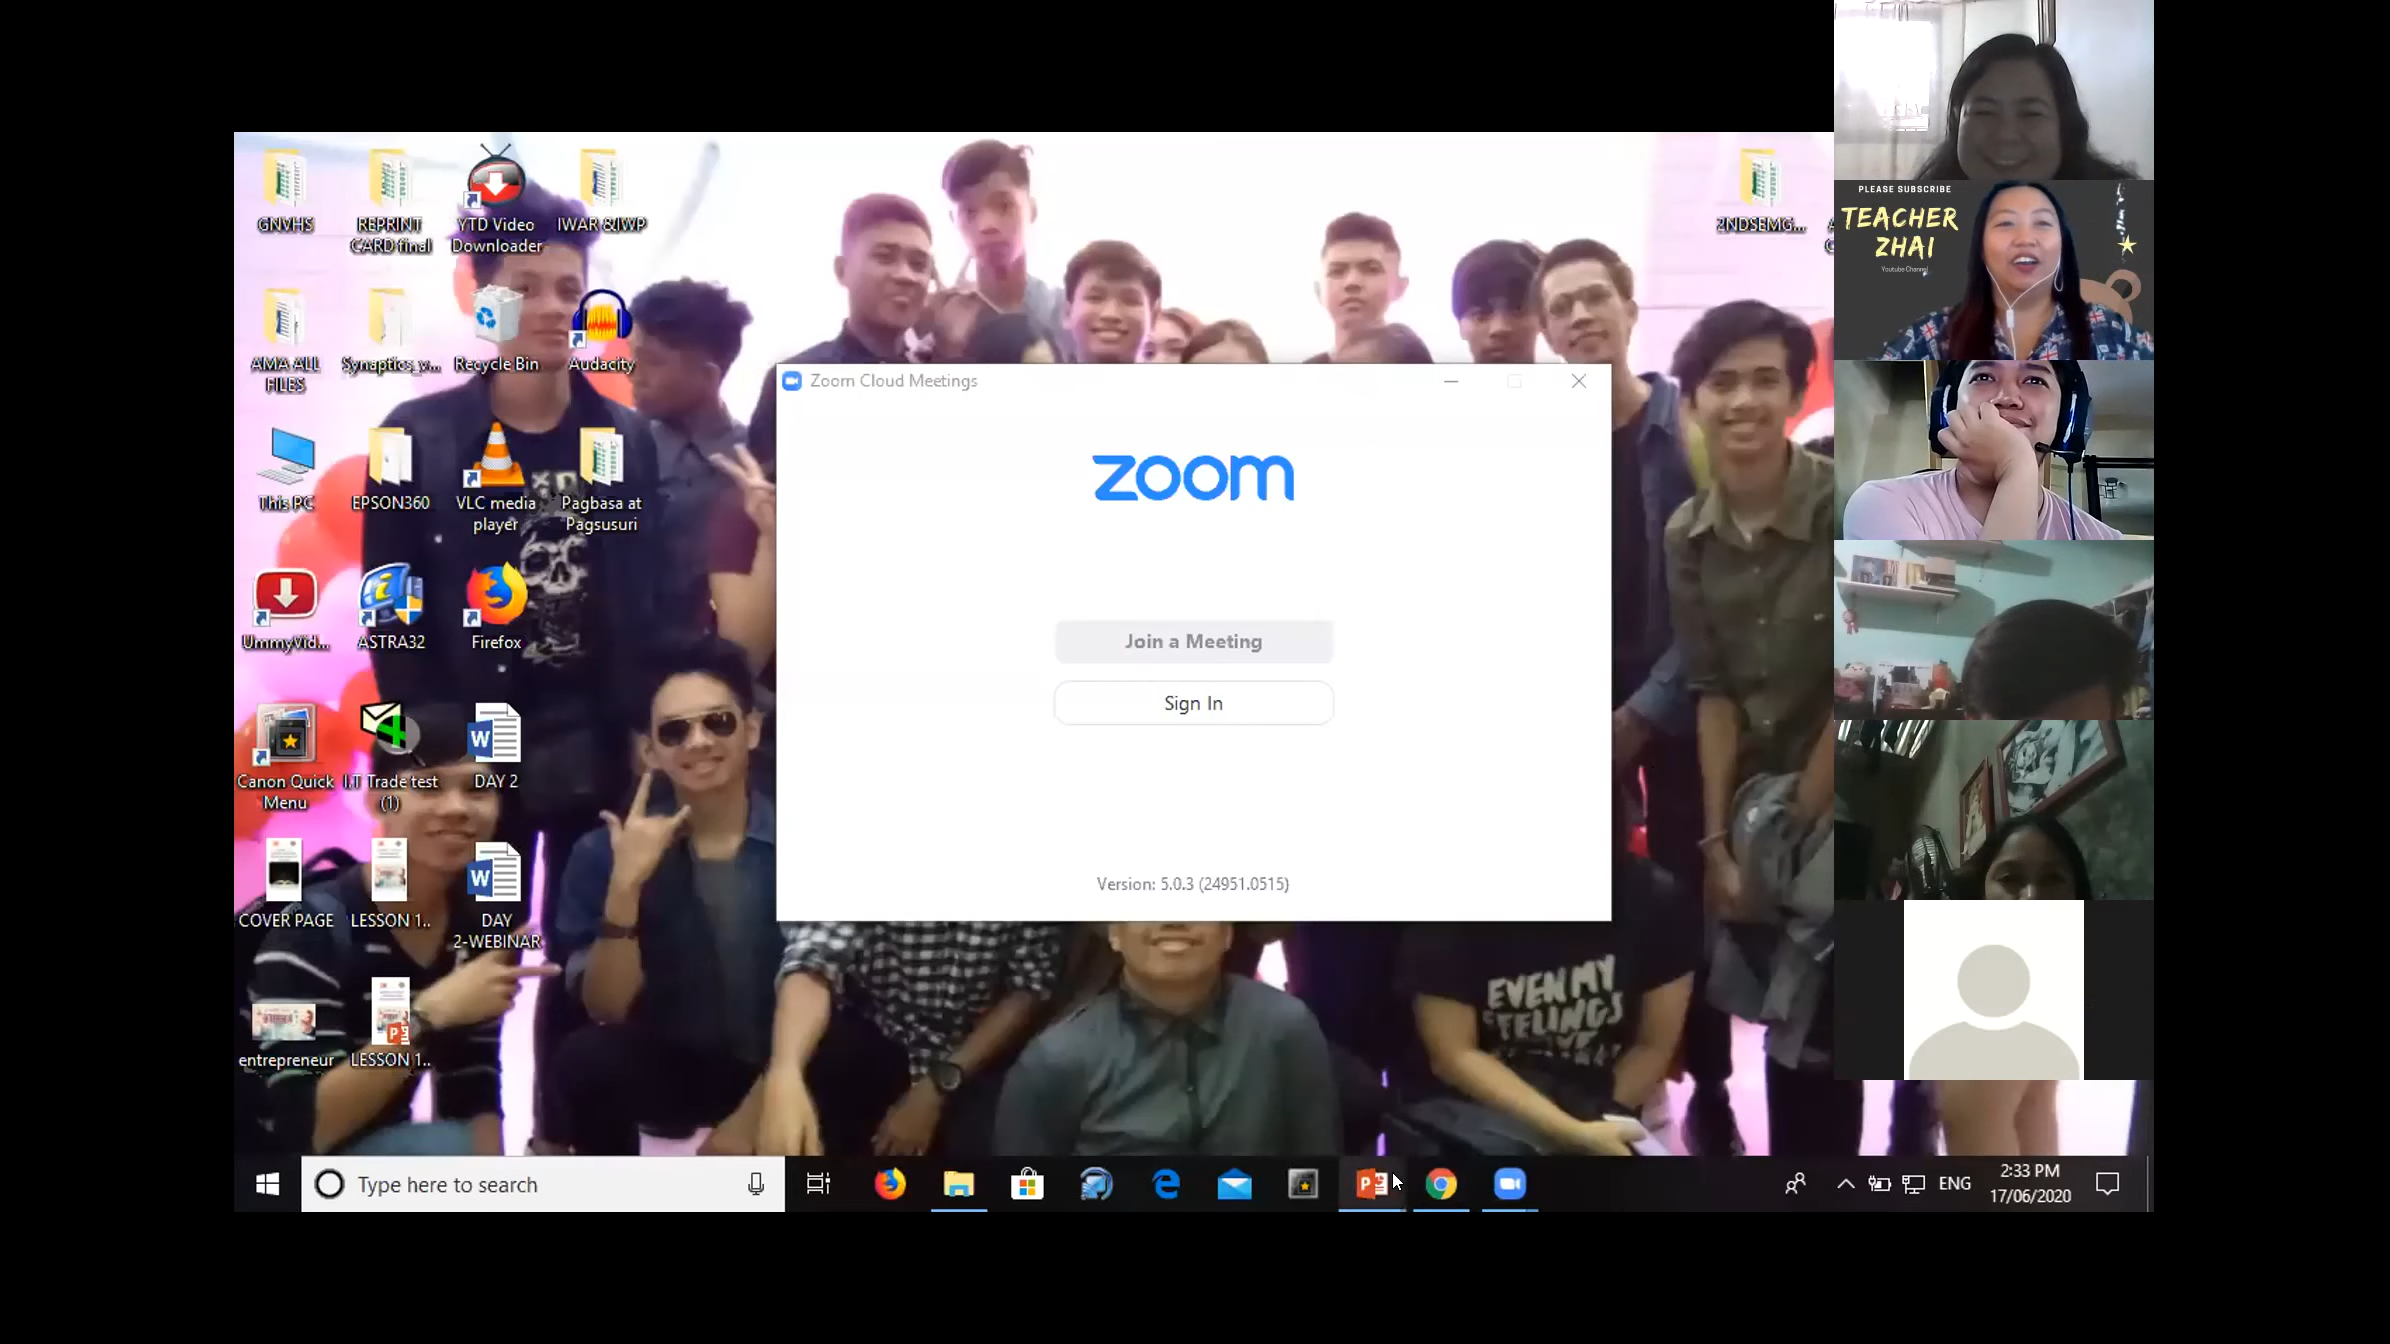 GNVHS
REPRINT
CARD final
YTD Video
Downloader
IWAR &IWP
2NDSEMG...
AMA ALL
FILES
Synaptics_v...
Recycle Bin
Audacity
This PC
EPSON360
VLC media
player
Pagbasa at
Pagsusuri
UmmyVid...
ASTRA32
Firefox
Canon Quick
Menu
I.T Trade test
(1)
DAY 2
COVER PAGE
LESSON 1..
DAY
2-WEBINAR
entrepreneur
LESSON 1..
Zoom Cloud Meetings
zoom
Join a Meeting
Sign In
Version: 5.0.3 (24951.0515)
EVEN MY
FEELINGS
PLEASE SUBSCRIBE
TEACHER
ZHAI
Youtube Channel
Type here to search
ENG
2:33 PM
17/06/2020